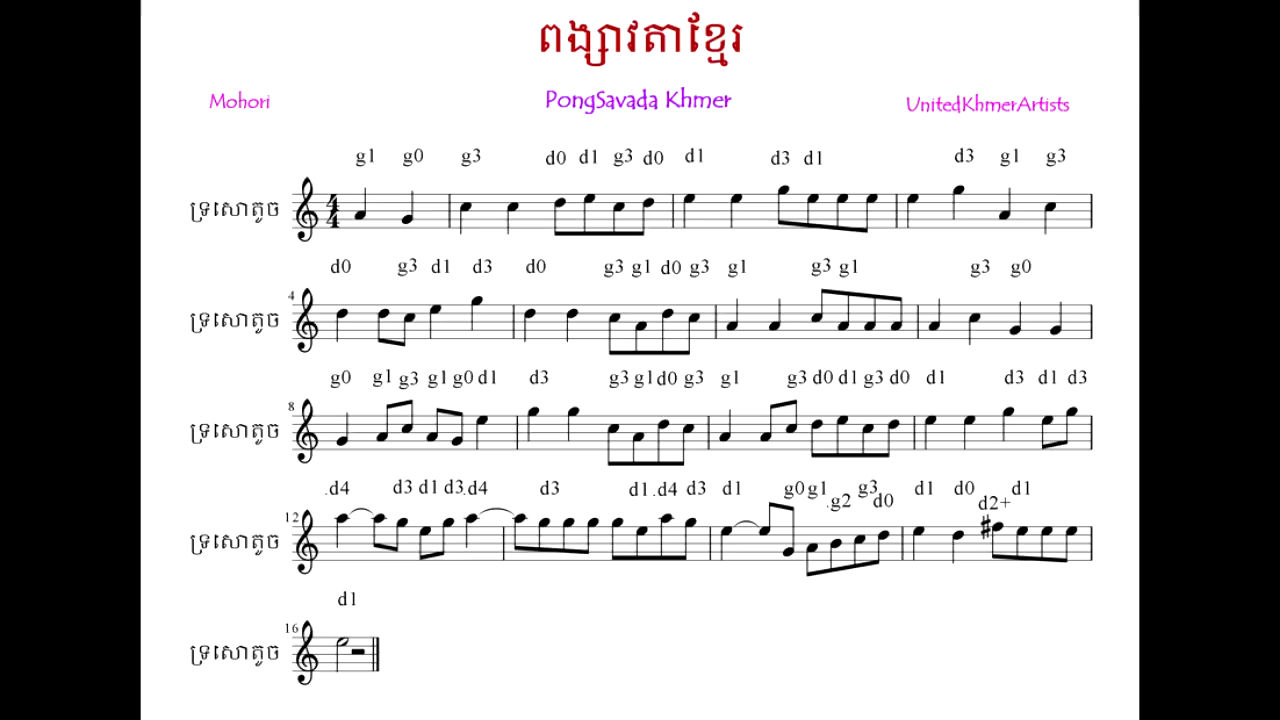 ពង្សាវតាខ្មែរ
Mohori PongSavada Khmer UnitedKhmerArtists
g1 g0 g3 d0 d1 g3 d0 d1 d3 d1 d3 g1 g3
ទ្រសោតូច 4 4
d0 g3 d1 d3 d0 g3 g1 d0 g3 g1 g3 g1 g3 g0
4
ទ្រសោតូច
g0 g1 g3 g1 g0 d1 d3 g3 g1 d0 g3 g1 g3 d0 d1 g3 d0 d1 d3 d1 d3
8
ទ្រសោតូច
.d4 d3 d1 d3 .d4 d3 d1 .d4 d3 d1 g0 g1 .g2 g3 d0 d1 d0 d2+ d1
12
ទ្រសោតូច
d1
16
ទ្រសោតូច